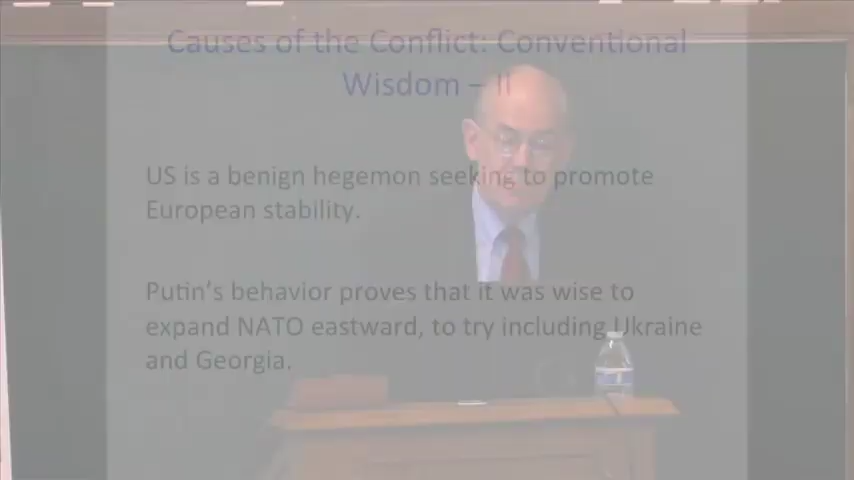 Causes of the Conflict: Conventional
Wisdom – II
US is a benign hegemon seeking to promote
European stability.
Putin's behavior proves that it was wise to
expand NATO eastward, to try including Ukraine
and Georgia.